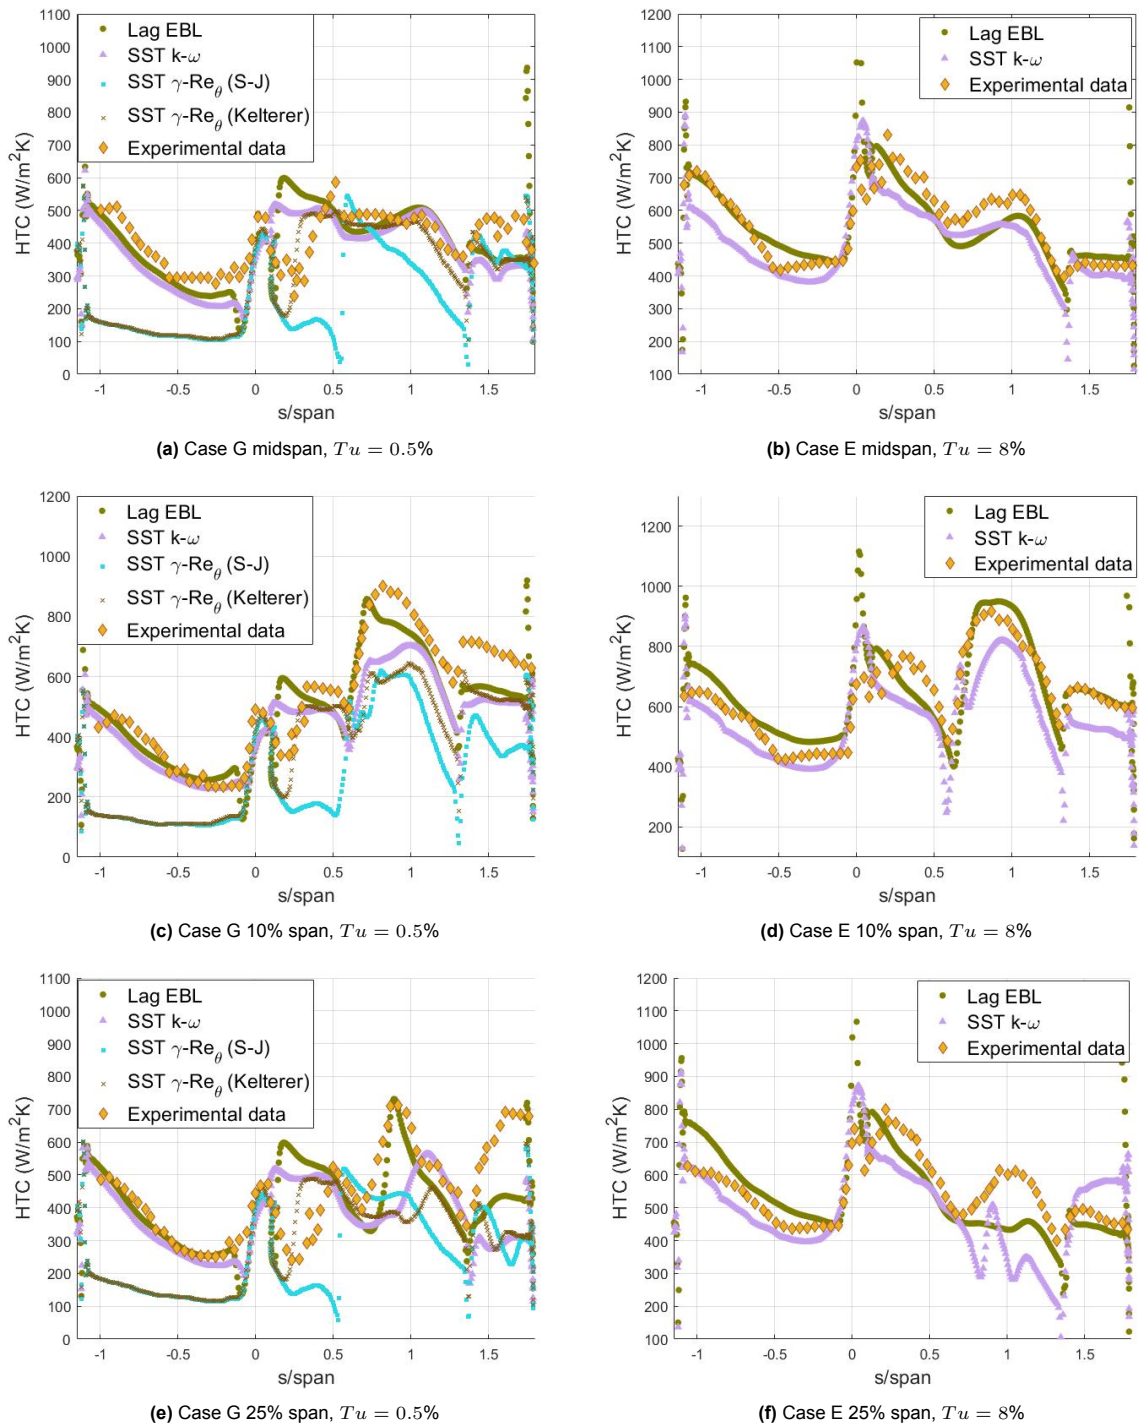 1100
1000
900
800
700
600
500
400
300
200
100
0
HTC (W/m²K)
Lag EBL
SST k-ω
SST γ-Reθ (S-J)
SST γ-Reθ (Kelterer)
Experimental data
-1 -0.5 0 0.5 1 1.5
s/span
(a) Case G midspan, Tu = 0.5%
1200
1100
1000
900
800
700
600
500
400
300
200
100
HTC (W/m²K)
Lag EBL
SST k-ω
Experimental data
-1 -0.5 0 0.5 1 1.5
s/span
(b) Case E midspan, Tu = 8%
1200
1000
800
600
400
200
0
HTC (W/m²K)
Lag EBL
SST k-ω
SST γ-Reθ (S-J)
SST γ-Reθ (Kelterer)
Experimental data
-1 -0.5 0 0.5 1 1.5
s/span
(c) Case G 10% span, Tu = 0.5%
1200
1000
800
600
400
200
HTC (W/m²K)
Lag EBL
SST k-ω
Experimental data
-1 -0.5 0 0.5 1 1.5
s/span
(d) Case E 10% span, Tu = 8%
1100
1000
900
800
700
600
500
400
300
200
100
0
HTC (W/m²K)
Lag EBL
SST k-ω
SST γ-Reθ (S-J)
SST γ-Reθ (Kelterer)
Experimental data
-1 -0.5 0 0.5 1 1.5
s/span
(e) Case G 25% span, Tu = 0.5%
1200
1100
1000
900
800
700
600
500
400
300
200
100
HTC (W/m²K)
Lag EBL
SST k-ω
Experimental data
-1 -0.5 0 0.5 1 1.5
s/span
(f) Case E 25% span, Tu = 8%